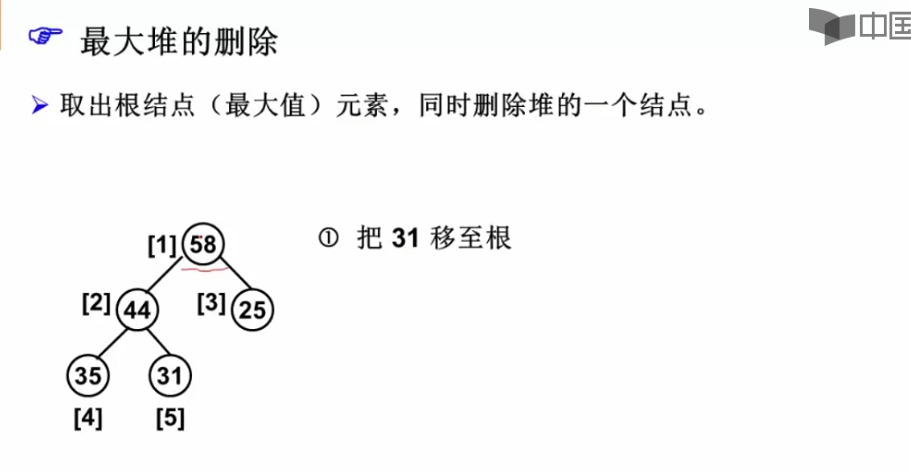 中国
最大堆的删除
取出根结点（最大值）元素，同时删除堆的一个结点。
[1] 58
① 把 31 移至根
[2] 44 [3] 25
35 31
[4] [5]